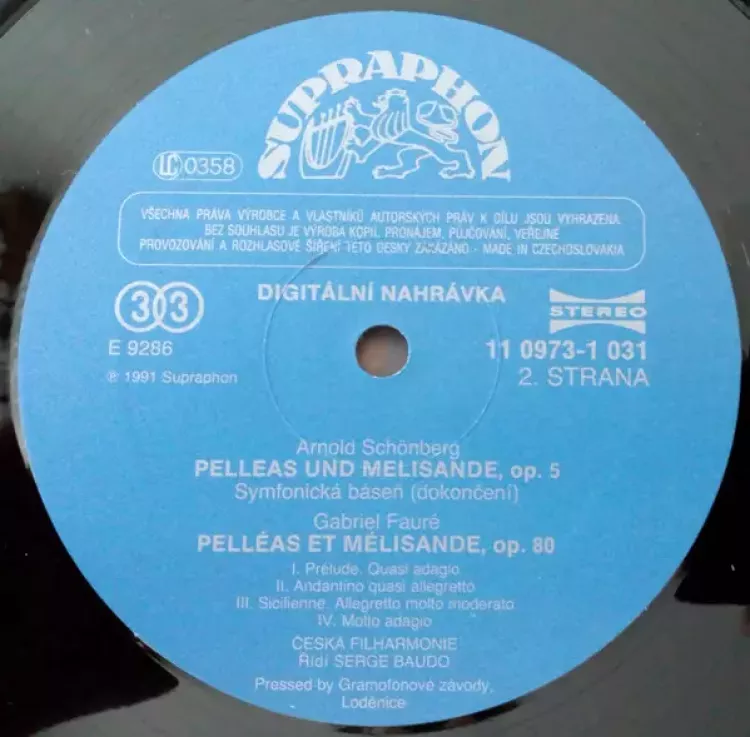 SUPRAPHON
LC 0358
VŠECHNA PRÁVA VÝROBCE A VLASTNÍKŮ AUTORSKÝCH PRÁV K DÍLU JSOU VYHRAZENA.
BEZ SOUHLASU JE VÝROBA KOPIÍ, PRONÁJEM, PŮJČOVÁNÍ, VEŘEJNÉ
PROVOZOVÁNÍ A ROZHLASOVÉ ŠÍŘENÍ TÉTO DESKY ZAKÁZÁNO - MADE IN CZECHOSLOVAKIA
33
DIGITÁLNÍ NAHRÁVKA
STEREO
E 9286
11 0973-1 031
℗ 1991 Supraphon
2. STRANA
Arnold Schönberg
PELLEAS UND MELISANDE, op. 5
Symfonická báseň (dokončení)
Gabriel Fauré
PELLÉAS ET MÉLISANDE, op. 80
I. Prélude. Quasi adagio
II. Andantino quasi allegretto
III. Sicilienne. Allegretto molto moderato
IV. Molto adagio
ČESKÁ FILHARMONIE
Řídí SERGE BAUDO
Pressed by Gramofonové závody,
Loděnice